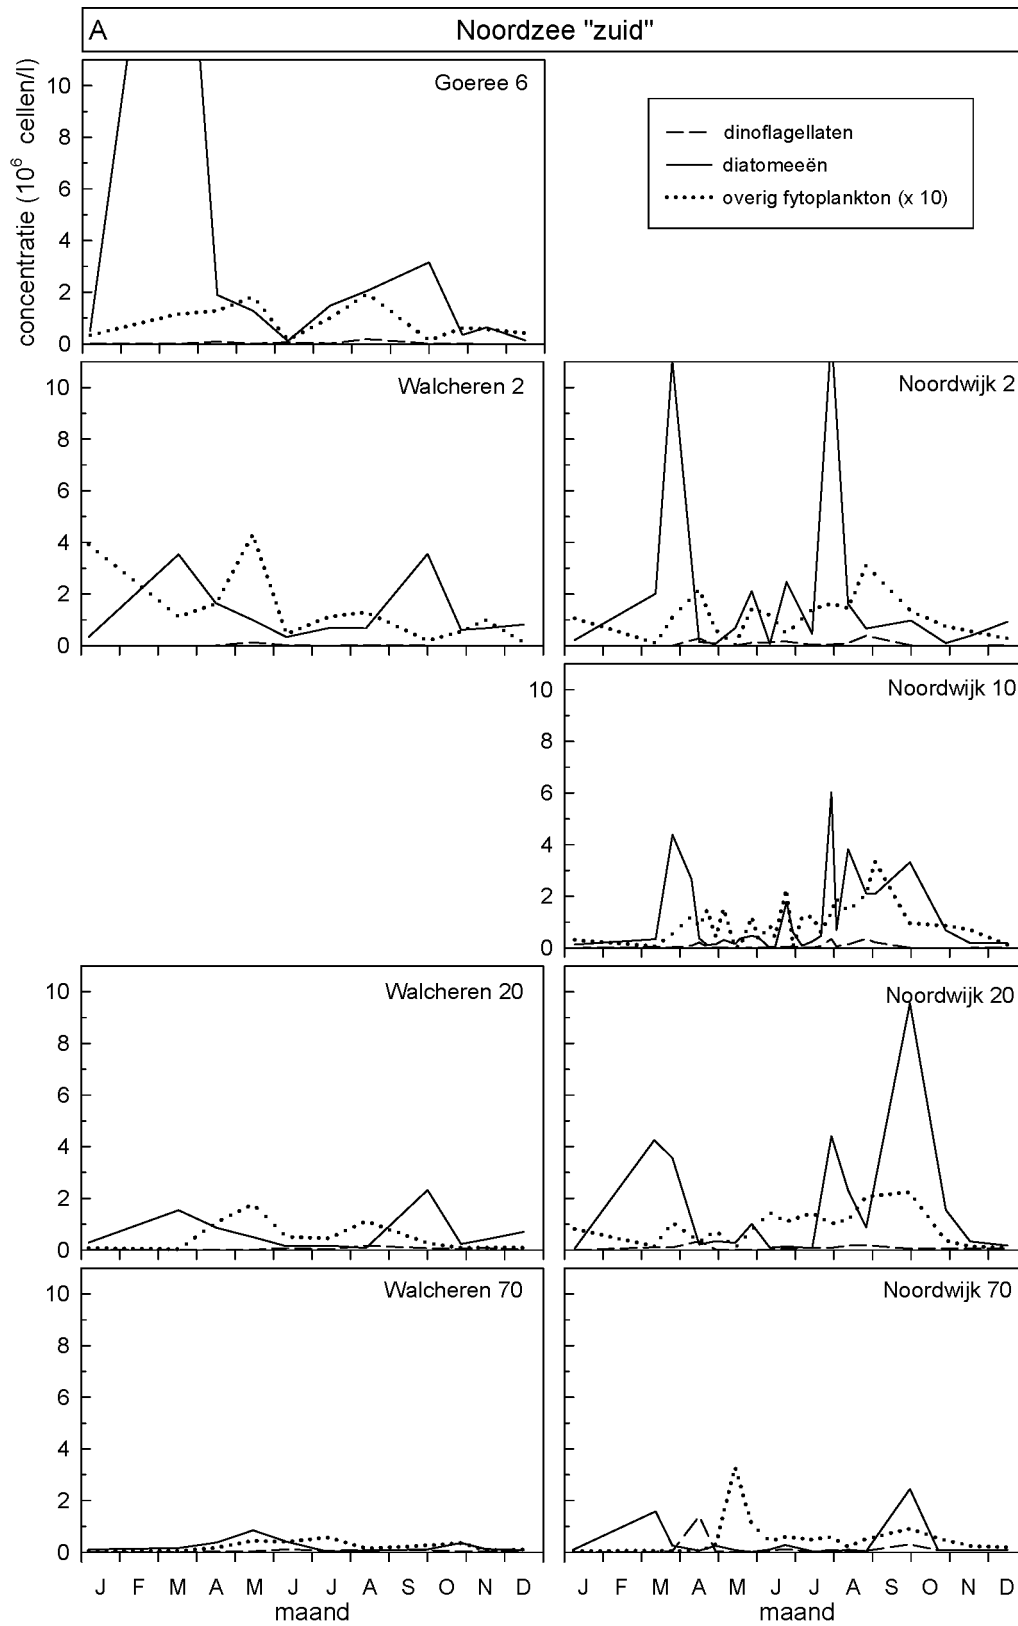 A
Noordzee "zuid"
concentratie (10⁶ cellen/l)
Goeree 6
10
8
6
4
2
0
dinoflagellaten
diatomeeën
overig fytoplankton (x 10)
Walcheren 2
10
8
6
4
2
0
Noordwijk 2
Noordwijk 10
10
8
6
4
2
0
Walcheren 20
10
8
6
4
2
0
Noordwijk 20
Walcheren 70
10
8
6
4
2
0
J F M A M J J A S O N D
maand
Noordwijk 70
J F M A M J J A S O N D
maand